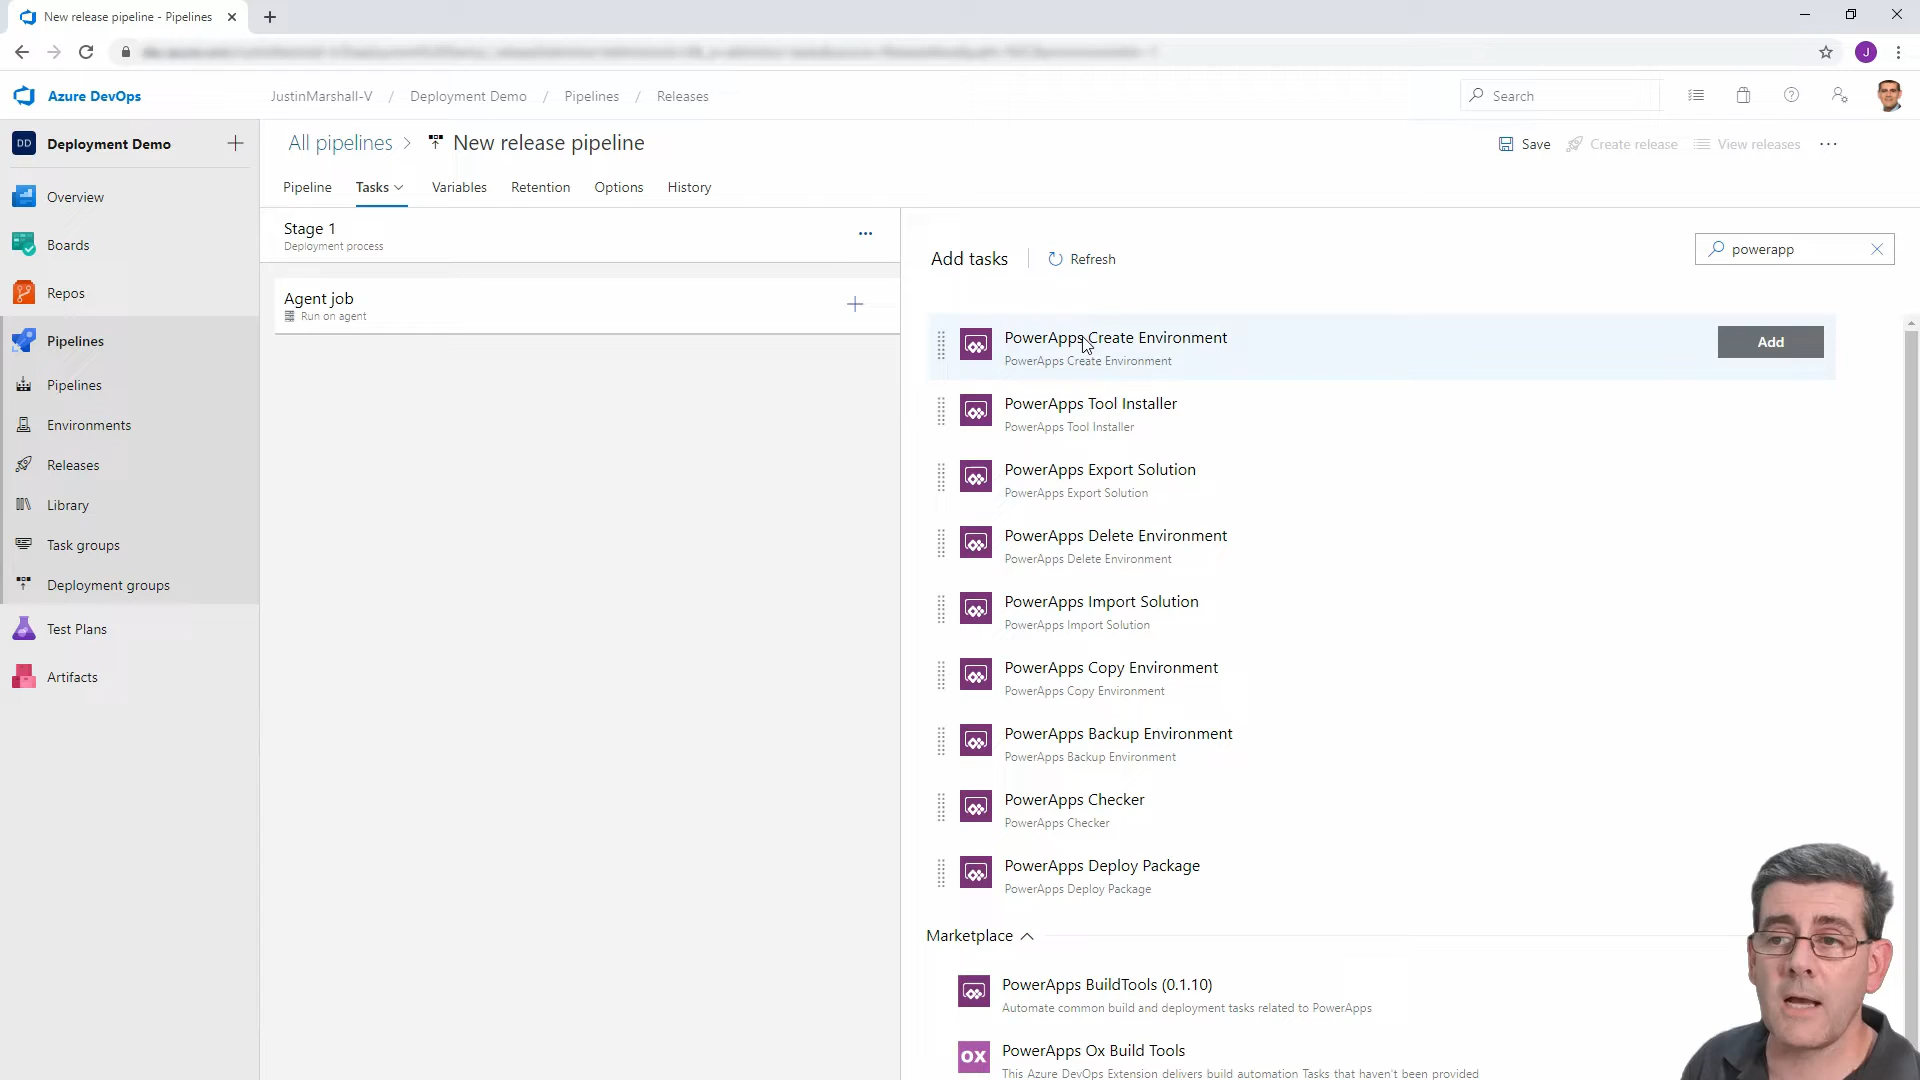 New release pipeline - Pipelines
J
Azure DevOps
JustinMarshall-V / Deployment Demo / Pipelines / Releases
Search
DD Deployment Demo
All pipelines > New release pipeline
Save
Create release
View releases
Pipeline
Tasks
Variables
Retention
Options
History
Overview
Boards
Repos
Pipelines
Pipelines
Environments
Releases
Library
Task groups
Deployment groups
Test Plans
Artifacts
Stage 1
Deployment process
Agent job
Run on agent
Add tasks
Refresh
powerapp
PowerApps Create Environment
PowerApps Create Environment
Add
PowerApps Tool Installer
PowerApps Tool Installer
PowerApps Export Solution
PowerApps Export Solution
PowerApps Delete Environment
PowerApps Delete Environment
PowerApps Import Solution
PowerApps Import Solution
PowerApps Copy Environment
PowerApps Copy Environment
PowerApps Backup Environment
PowerApps Backup Environment
PowerApps Checker
PowerApps Checker
PowerApps Deploy Package
PowerApps Deploy Package
Marketplace
PowerApps BuildTools (0.1.10)
Automate common build and deployment tasks related to PowerApps
OX
PowerApps Ox Build Tools
This Azure DevOps Extension delivers build automation Tasks that haven't been provided